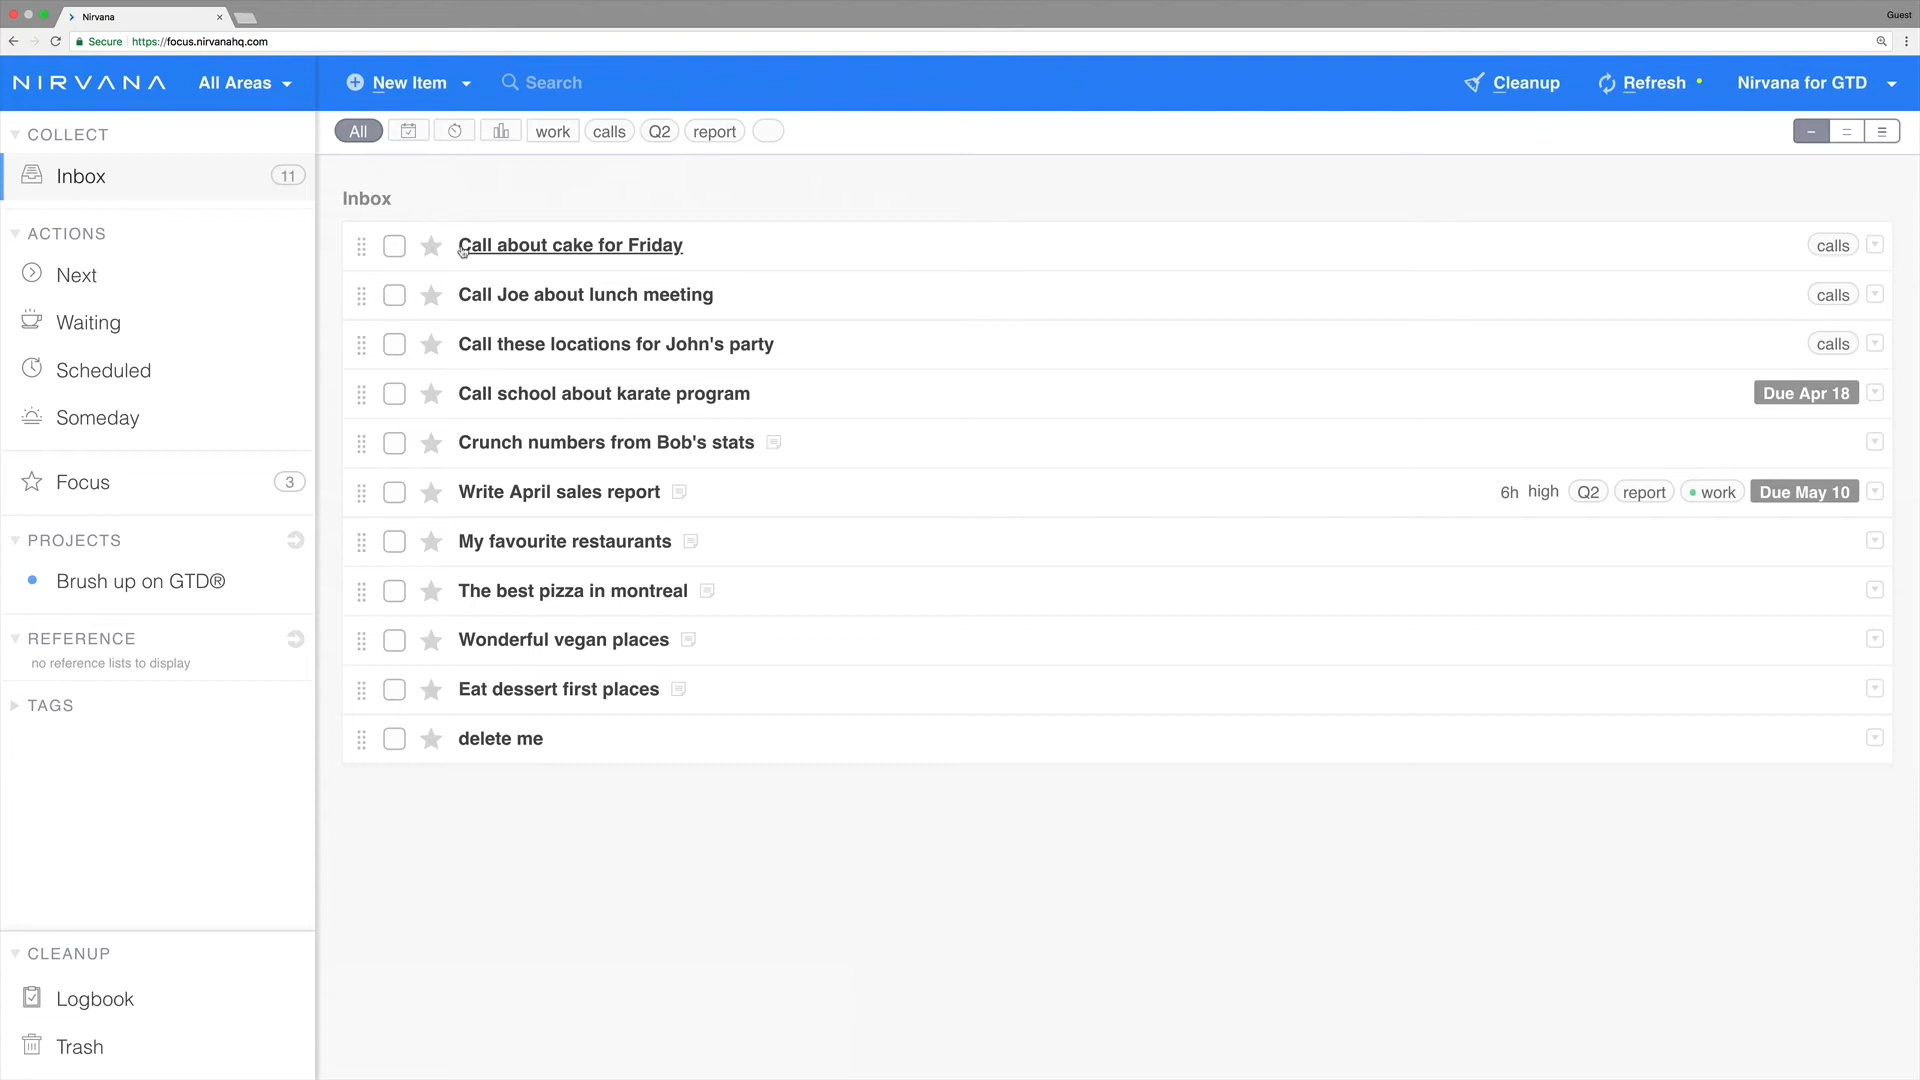 Nirvana
Guest
Secure https://focus.nirvanahq.com
NIRVANA All Areas New Item Search Cleanup Refresh Nirvana for GTD
All work calls Q2 report
COLLECT
Inbox 11
ACTIONS
Next
Waiting
Scheduled
Someday
Focus 3
PROJECTS
Brush up on GTD®
REFERENCE
no reference lists to display
TAGS
CLEANUP
Logbook
Trash
Inbox
Call about cake for Friday calls
Call Joe about lunch meeting calls
Call these locations for John's party calls
Call school about karate program Due Apr 18
Crunch numbers from Bob's stats
Write April sales report 6h high Q2 report work Due May 10
My favourite restaurants
The best pizza in montreal
Wonderful vegan places
Eat dessert first places
delete me